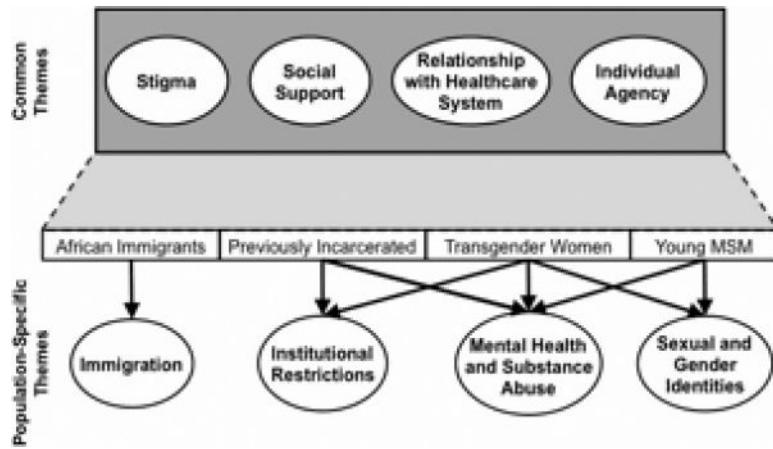 Common
Themes
Stigma
Social
Support
Relationship
with Healthcare
System
Individual
Agency
African Immigrants
Previously Incarcerated
Transgender Women
Young MSM
Population-Specific
Themes
Immigration
Institutional
Restrictions
Mental Health
and Substance
Abuse
Sexual and
Gender
Identities